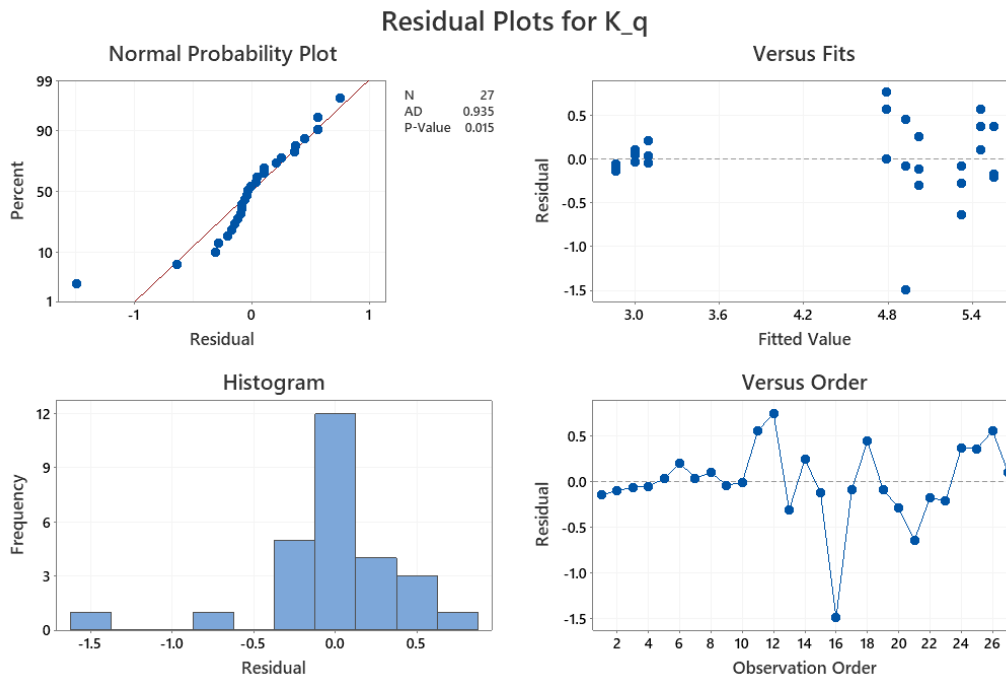 Residual Plots for K_q
Normal Probability Plot
99
90
50
10
1
Percent
-1
0
1
Residual
N 27
AD 0.935
P-Value 0.015
Versus Fits
0.5
0.0
-0.5
-1.0
-1.5
Residual
3.0
3.6
4.2
4.8
5.4
Fitted Value
Histogram
12
9
6
3
0
Frequency
-1.5
-1.0
-0.5
0.0
0.5
Residual
Versus Order
0.5
0.0
-0.5
-1.0
-1.5
Residual
2 4 6 8 10 12 14 16 18 20 22 24 26
Observation Order